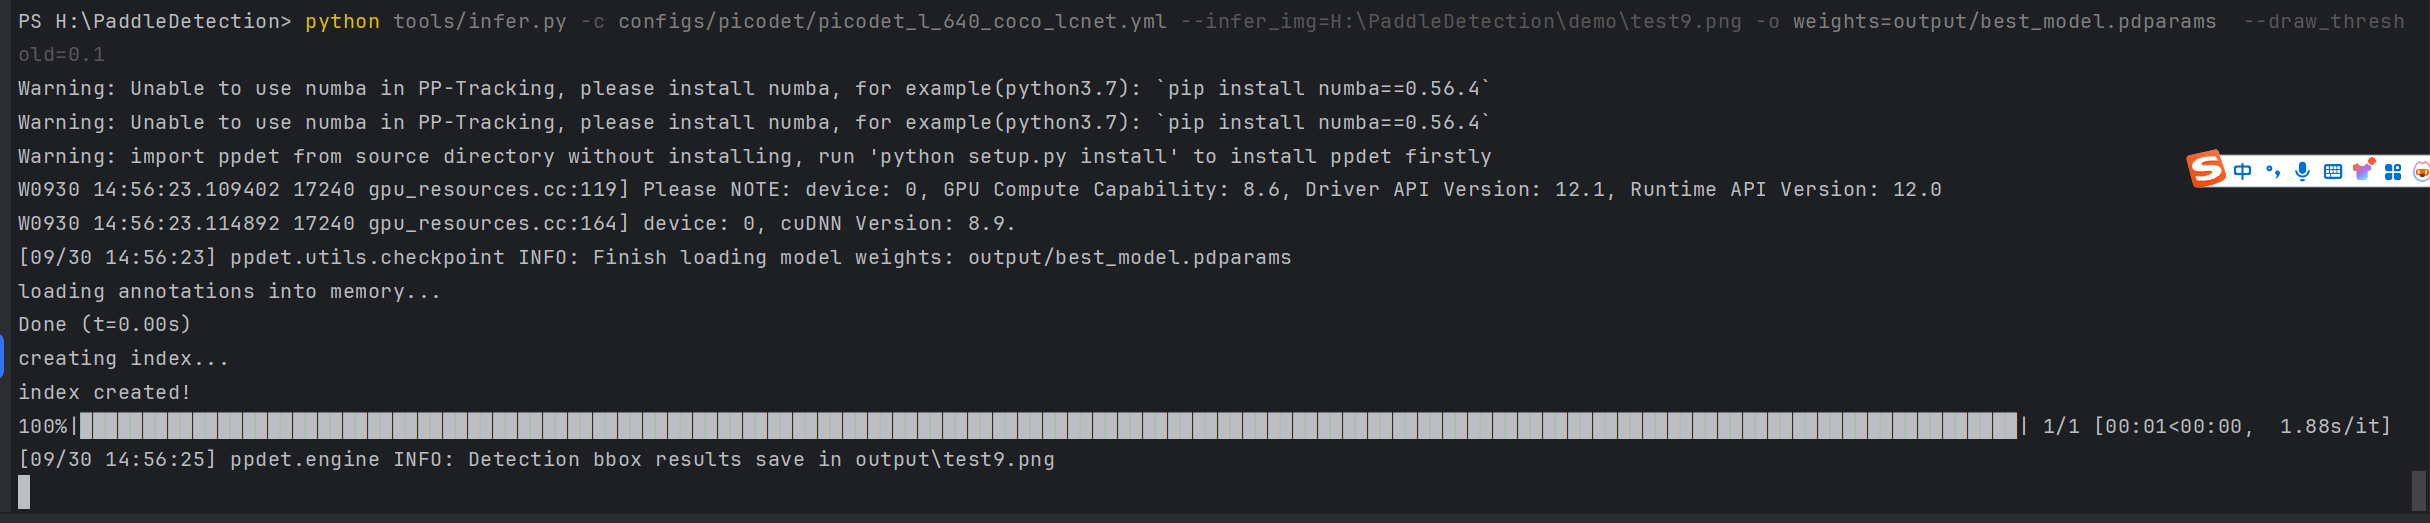 PS H:\PaddleDetection> python tools/infer.py -c configs/picodet/picodet_l_640_coco_lcnet.yml --infer_img=H:\PaddleDetection\demo\test9.png -o weights=output/best_model.pdparams  --draw_thresh
old=0.1
Warning: Unable to use numba in PP-Tracking, please install numba, for example(python3.7): `pip install numba==0.56.4`
Warning: Unable to use numba in PP-Tracking, please install numba, for example(python3.7): `pip install numba==0.56.4`
Warning: import ppdet from source directory without installing, run 'python setup.py install' to install ppdet firstly
中
W0930 14:56:23.109402 17240 gpu_resources.cc:119] Please NOTE: device: 0, GPU Compute Capability: 8.6, Driver API Version: 12.1, Runtime API Version: 12.0
W0930 14:56:23.114892 17240 gpu_resources.cc:164] device: 0, cuDNN Version: 8.9.
[09/30 14:56:23] ppdet.utils.checkpoint INFO: Finish loading model weights: output/best_model.pdparams
loading annotations into memory...
Done (t=0.00s)
creating index...
index created!
100%| | 1/1 [00:01<00:00,  1.88s/it]
[09/30 14:56:25] ppdet.engine INFO: Detection bbox results save in output\test9.png